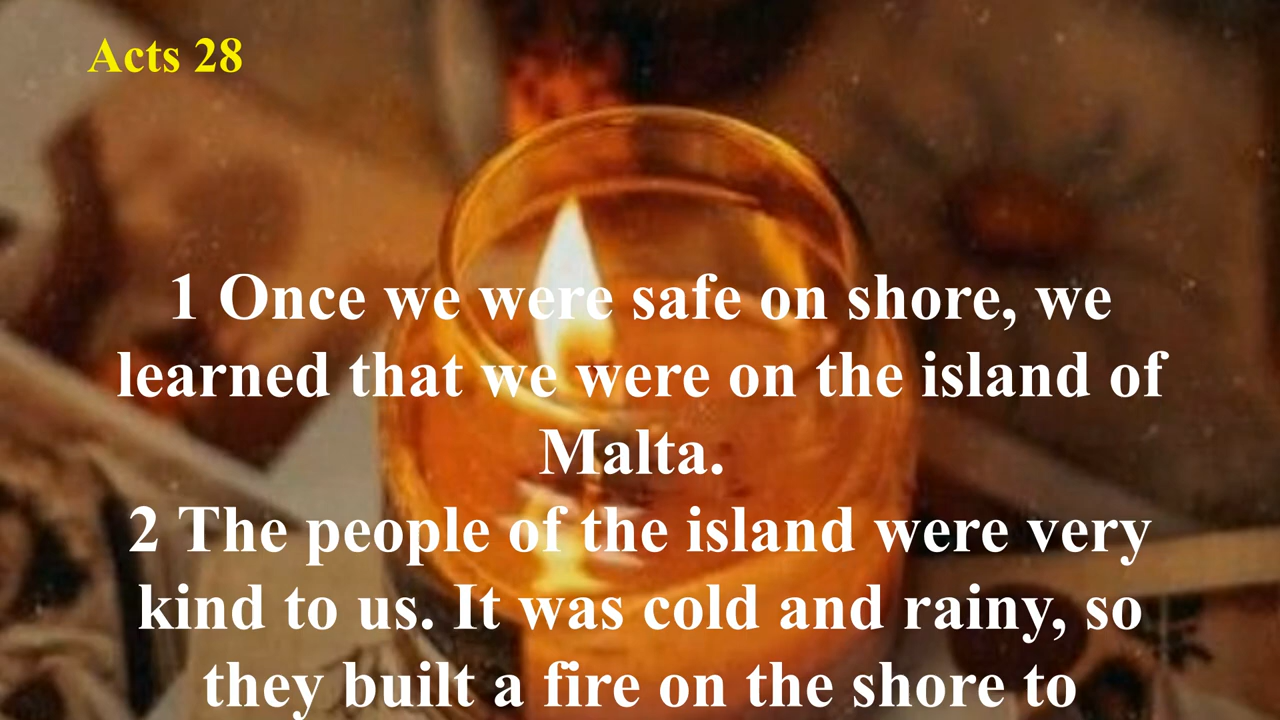 Acts 28
1 Once we were safe on shore, we
learned that we were on the island of
Malta.
2 The people of the island were very
kind to us. It was cold and rainy, so
they built a fire on the shore to